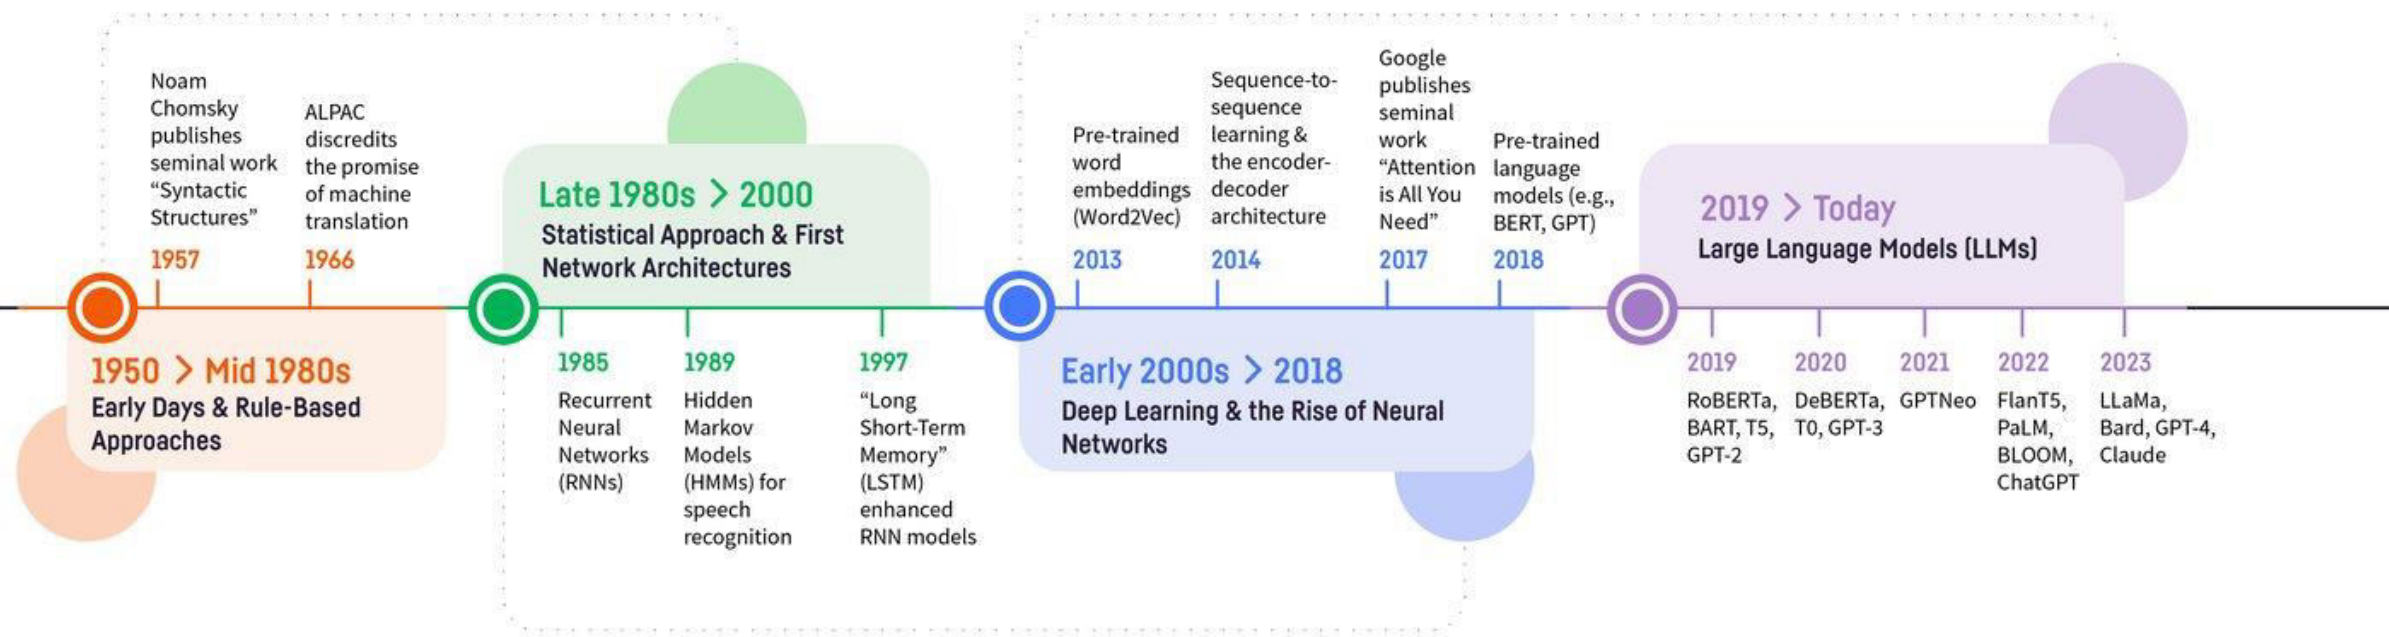 Noam
Chomsky
publishes
seminal work
“Syntactic
Structures”
1957
ALPAC
discredits
the promise
of machine
translation
1966
1950 > Mid 1980s
Early Days & Rule-Based
Approaches
Late 1980s > 2000
Statistical Approach & First
Network Architectures
1985
Recurrent
Neural
Networks
(RNNs)
1989
Hidden
Markov
Models
(HMMs) for
speech
recognition
1997
“Long
Short-Term
Memory”
(LSTM)
enhanced
RNN models
Pre-trained
word
embeddings
(Word2Vec)
2013
Sequence-to-
sequence
learning &
the encoder-
decoder
architecture
2014
Google
publishes
seminal
work
“Attention
is All You
Need”
2017
Pre-trained
language
models (e.g.,
BERT, GPT)
2018
Early 2000s > 2018
Deep Learning & the Rise of Neural
Networks
2019 > Today
Large Language Models (LLMs)
2019
RoBERTa,
BART, T5,
GPT-2
2020
DeBERTa,
T0, GPT-3
2021
GPTNeo
2022
FlanT5,
PaLM,
BLOOM,
ChatGPT
2023
LLaMa,
Bard, GPT-4,
Claude